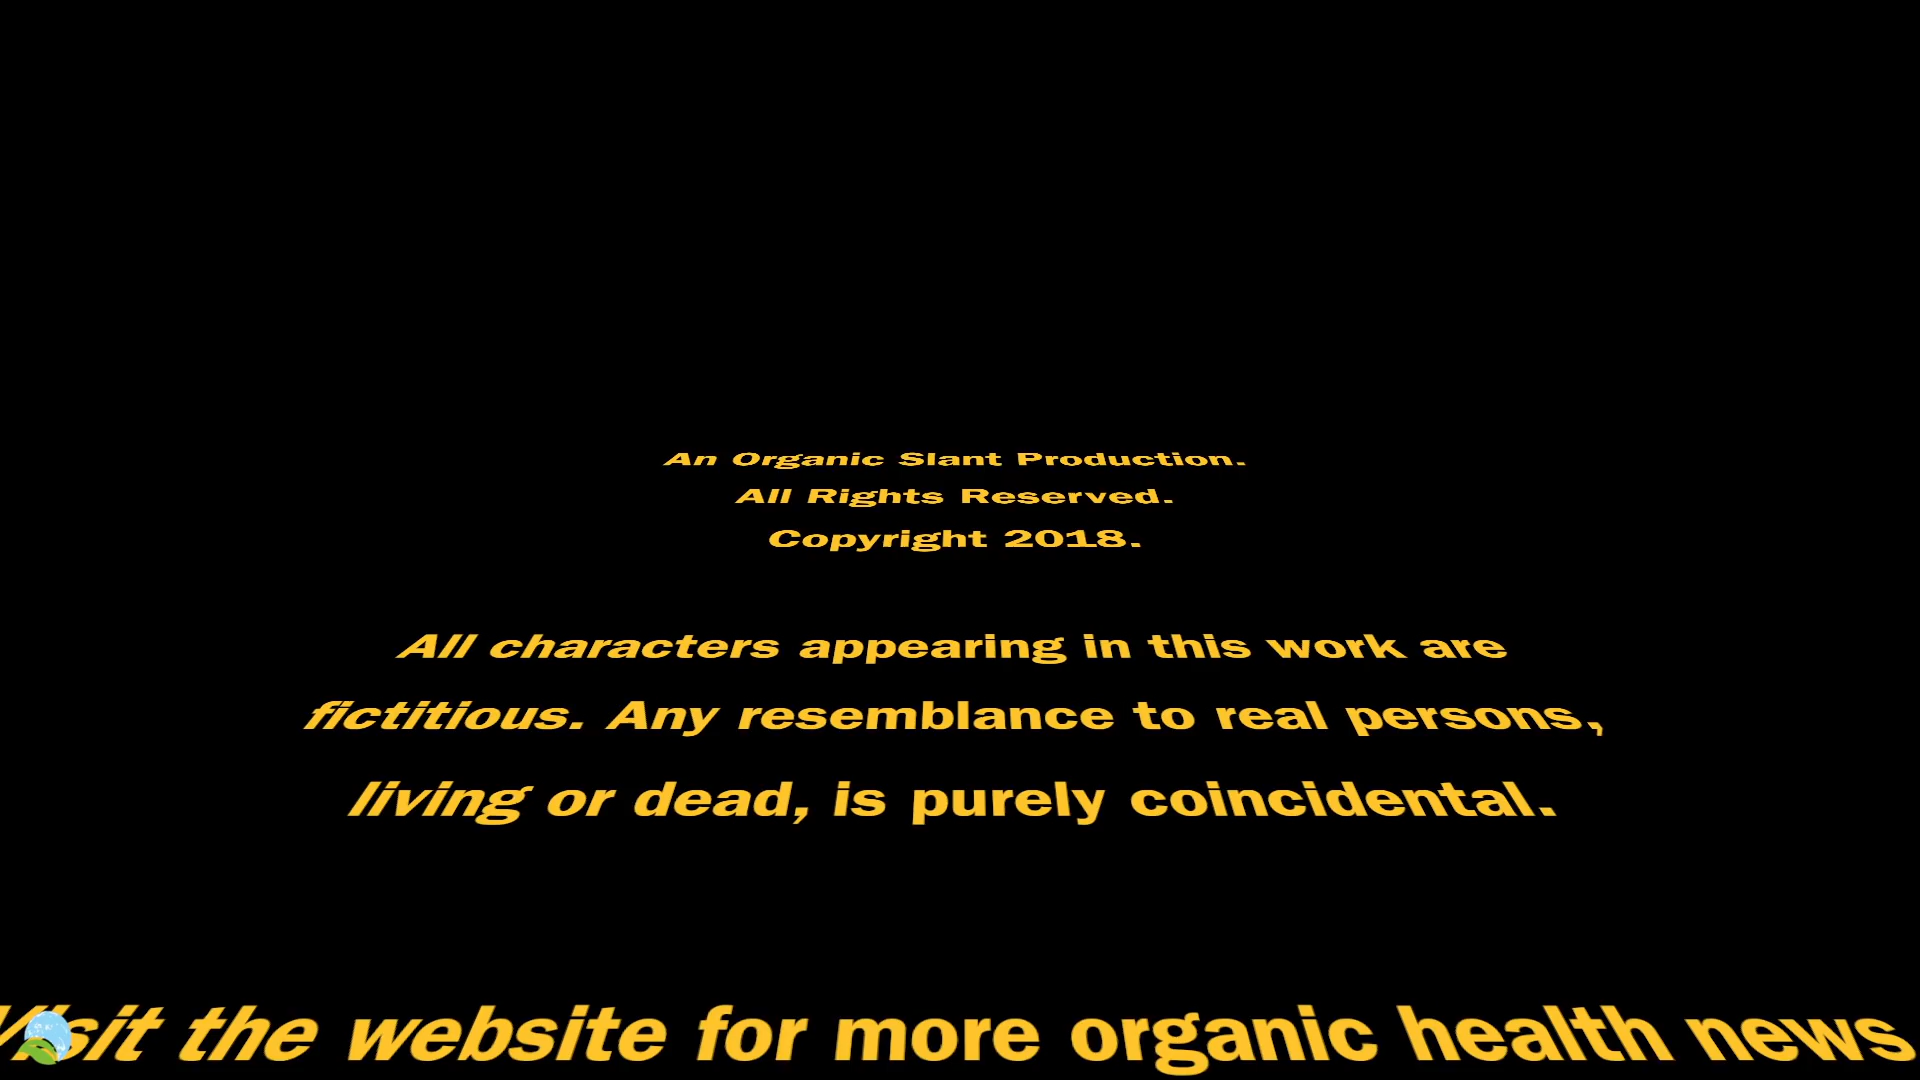 An Organic Slant Production.
All Rights Reserved.
Copyright 2018.
All characters appearing in this work are
fictitious. Any resemblance to real persons,
living or dead, is purely coincidental.
Visit the website for more organic health news